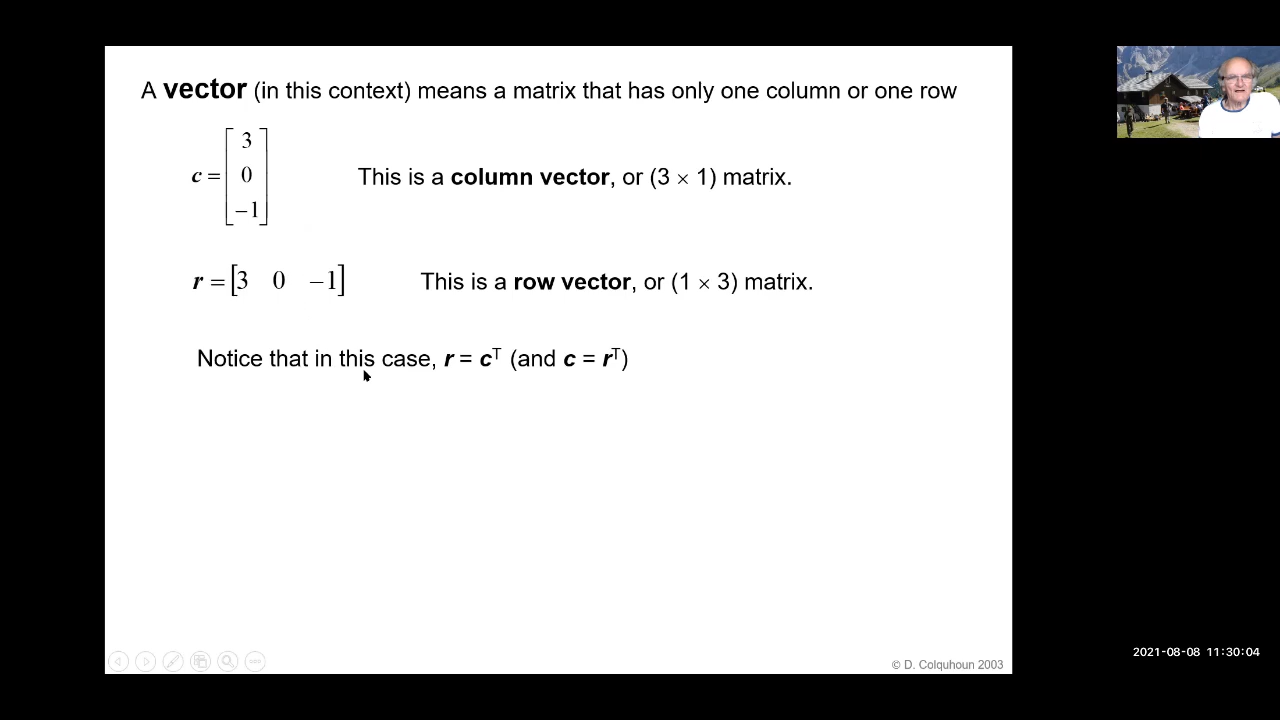 A vector (in this context) means a matrix that has only one column or one row
c = [3 0 −1]
This is a column vector, or (3 × 1) matrix.
r = [3 0 −1]
This is a row vector, or (1 × 3) matrix.
Notice that in this case, r = cᵀ (and c = rᵀ)
© D. Colquhoun 2003
2021-08-08 11:30:04